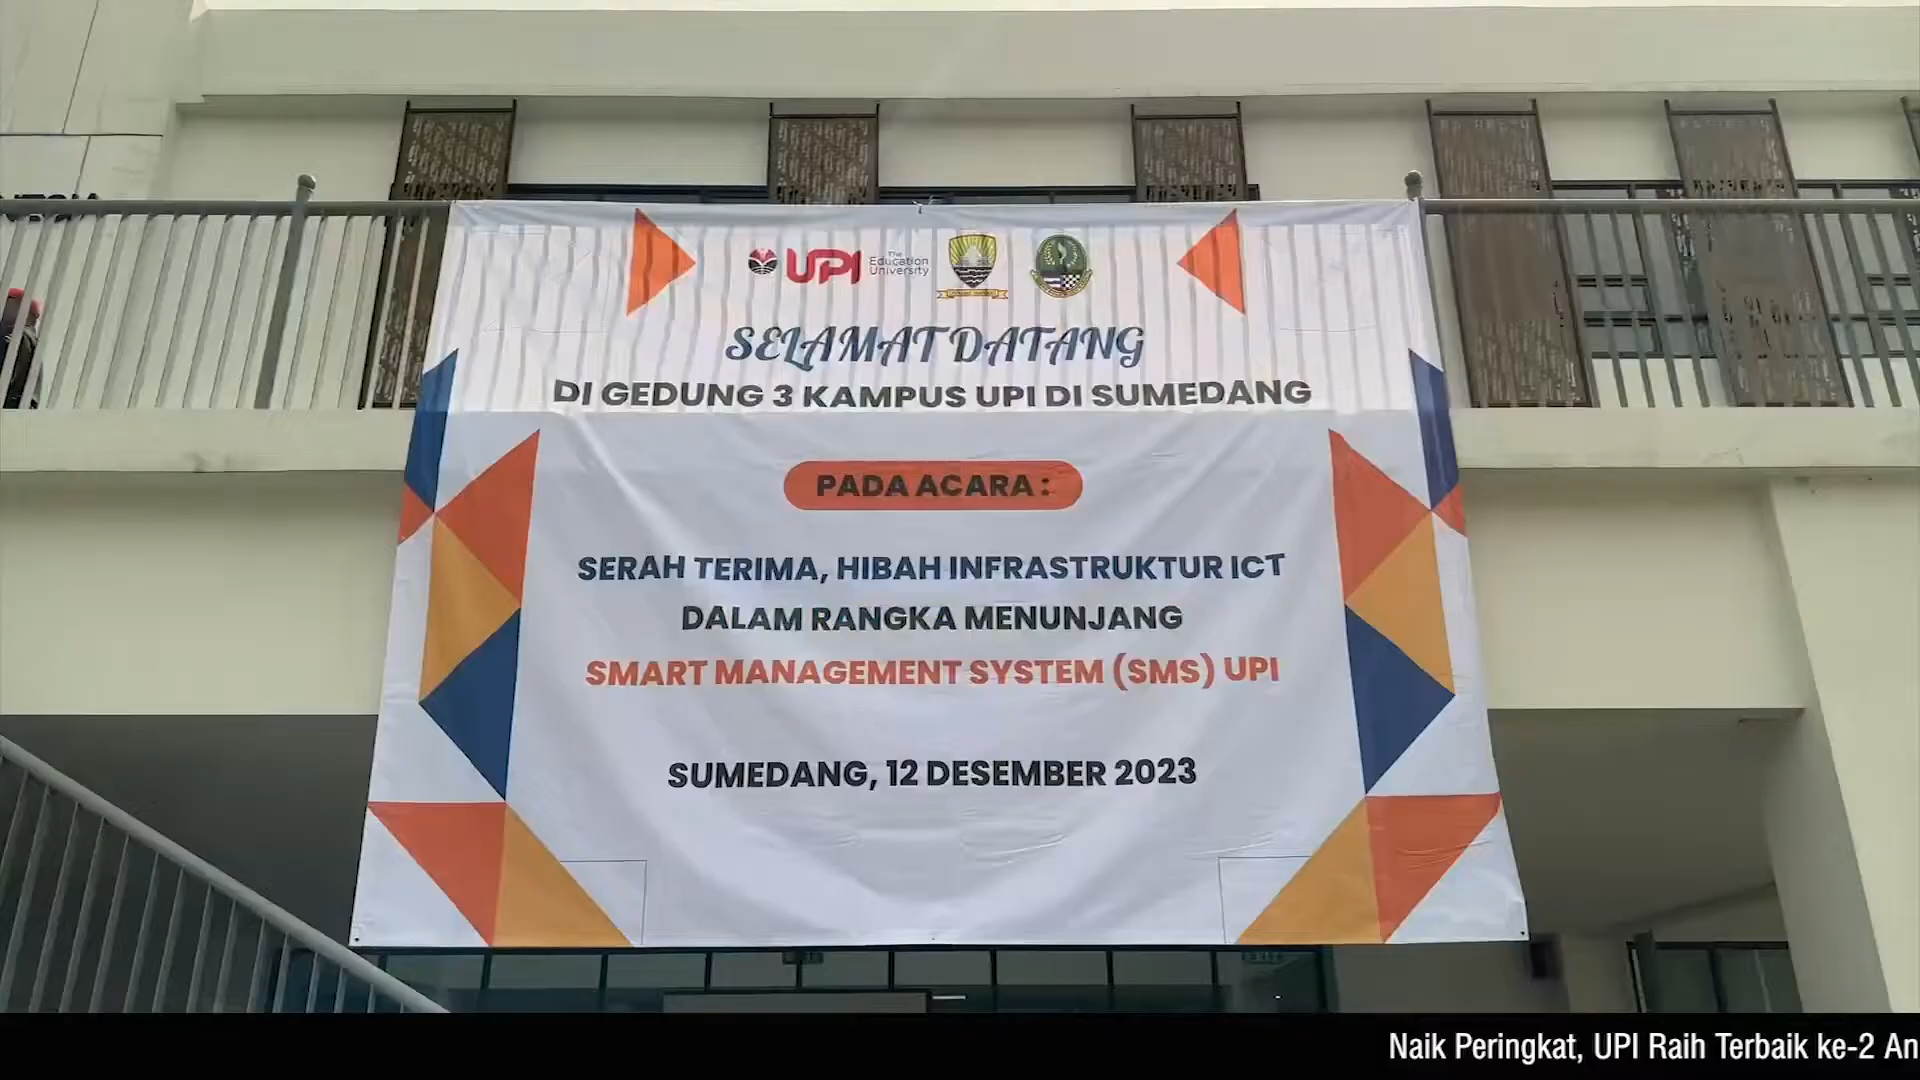 UPI The Education University
SELAMAT DATANG
DI GEDUNG 3 KAMPUS UPI DI SUMEDANG
PADA ACARA :
SERAH TERIMA, HIBAH INFRASTRUKTUR ICT
DALAM RANGKA MENUNJANG
SMART MANAGEMENT SYSTEM (SMS) UPI
SUMEDANG, 12 DESEMBER 2023
Naik Peringkat, UPI Raih Terbaik ke-2 An